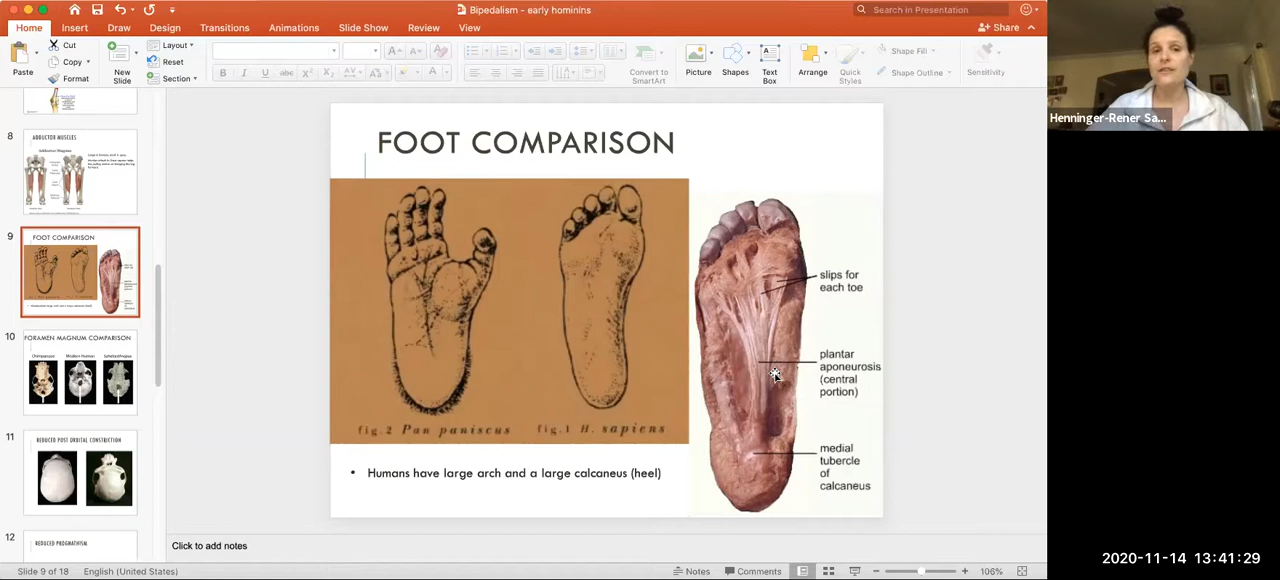 Bipedalism - early hominins
Search in Presentation
Home Insert Draw Design Transitions Animations Slide Show Review View
Share
Paste
Cut
Copy
Format
New Slide
Layout
Reset
Section
Convert to SmartArt
Picture
Shapes
Text Box
Arrange
Quick Styles
Shape Fill
Shape Outline
Sensitivity
8
ADDUCTOR MUSCLES
9
FOOT COMPARISON
10
FORAMEN MAGNUM COMPARISON
Chimpanzee Modern Human
11
REDUCED POST ORBITAL CONSTRICTION
12
REDUCED PROGNATHISM
FOOT COMPARISON
fig.2 Pan paniscus
fig.1 H. sapiens
slips for
each toe
plantar
aponeurosis
(central
portion)
medial
tubercle
of
calcaneus
• Humans have large arch and a large calcaneus (heel)
Click to add notes
Slide 9 of 18 English (United States)
Notes Comments
106%
Henninger-Rener Sa...
2020-11-14 13:41:29